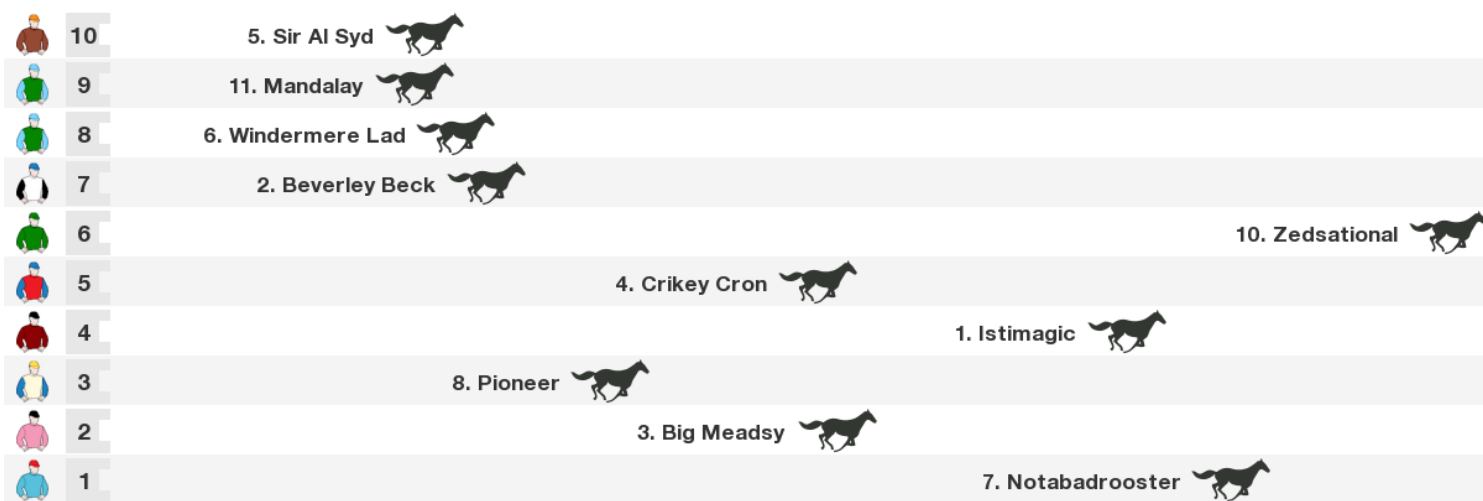 10 5. Sir Al Syd
9 11. Mandalay
8 6. Windermere Lad
7 2. Beverley Beck
6 10. Zedsational
5 4. Crikey Cron
4 1. Istimagic
3 8. Pioneer
2 3. Big Meadsy
1 7. Notabadrooster